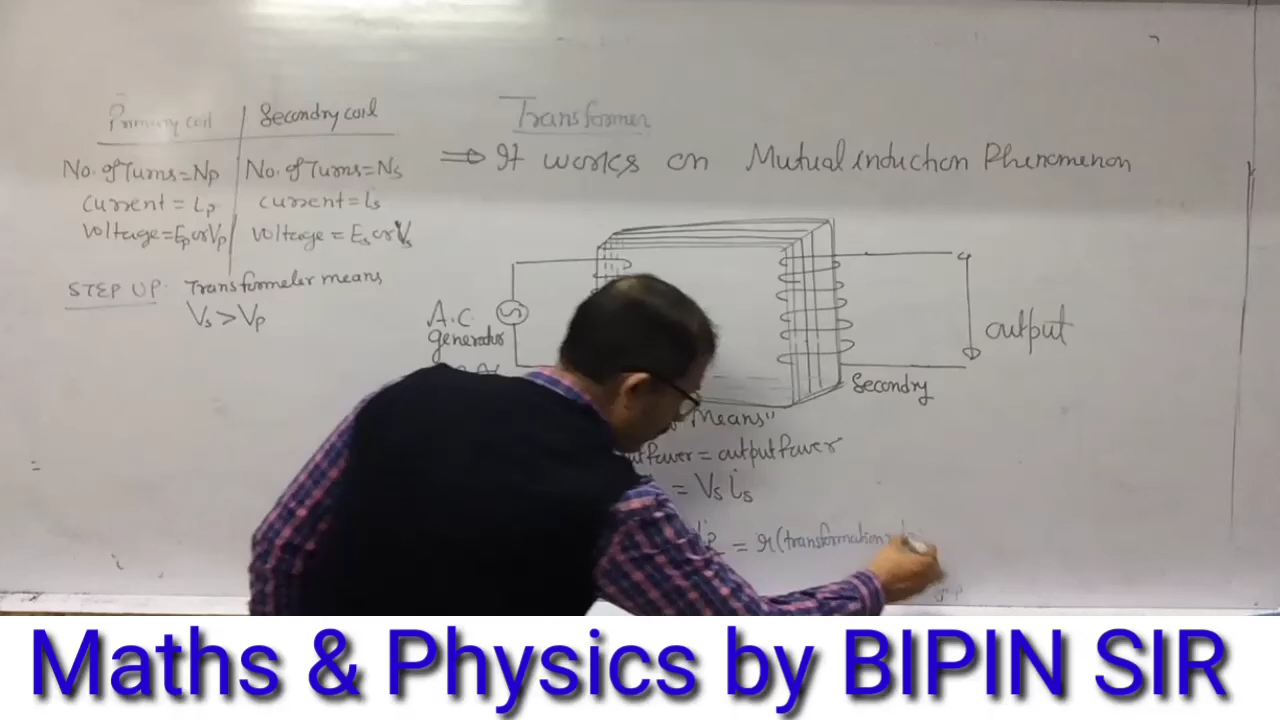 Primary coil Secondry coil
No. of Turns = Np No. of Turns = Ns
current = ip current = is
voltage = Ep or Vp voltage = Es or Vs
STEP UP: Transformeler means
Vs > Vp
Transformer
⇒ It works on Mutual induction Phenomenon
A.C.
generator
output
Secondry
Means"
= output Power
= Vs is
ip = r (transformation
Maths & Physics by BIPIN SIR